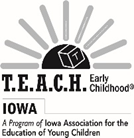 T.E.A.C.H. Early Childhood®
IOWA
A Program of Iowa Association for the
Education of Young Children